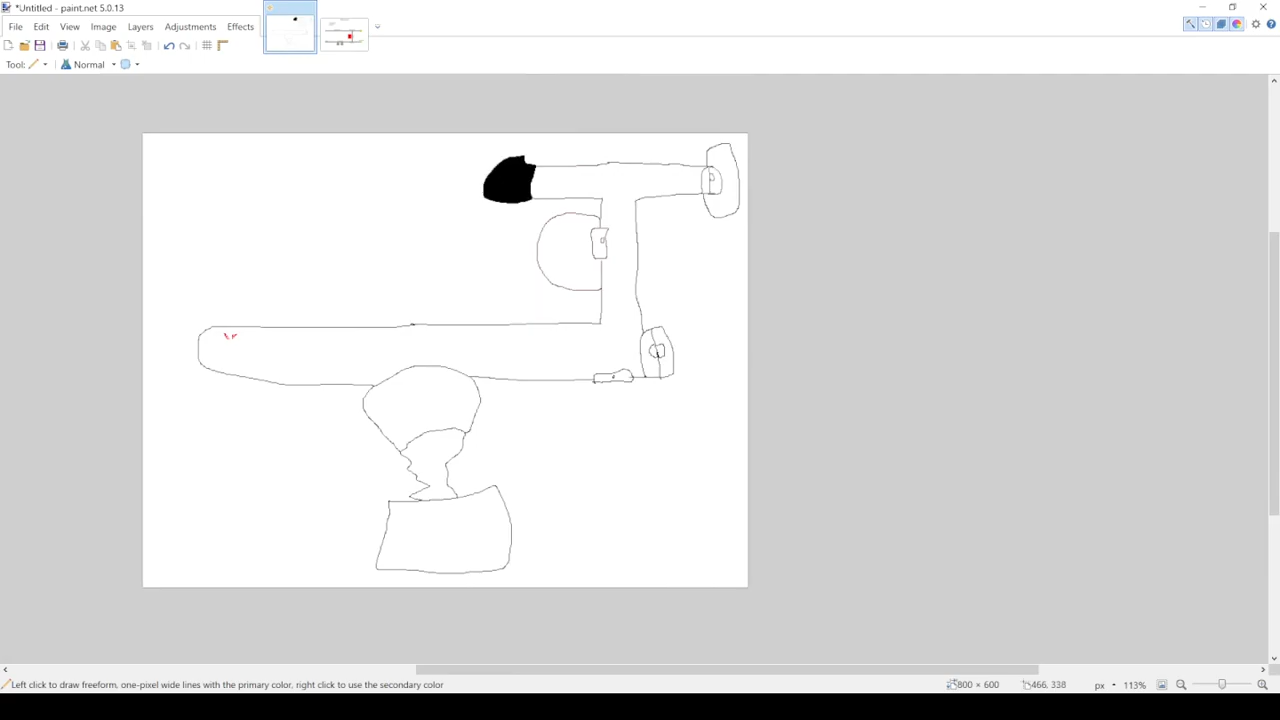 *Untitled - paint.net 5.0.13
File Edit View Image Layers Adjustments Effects
Tool: Normal
Left click to draw freeform, one-pixel wide lines with the primary color, right click to use the secondary color
800 × 600
466, 338
px
113%